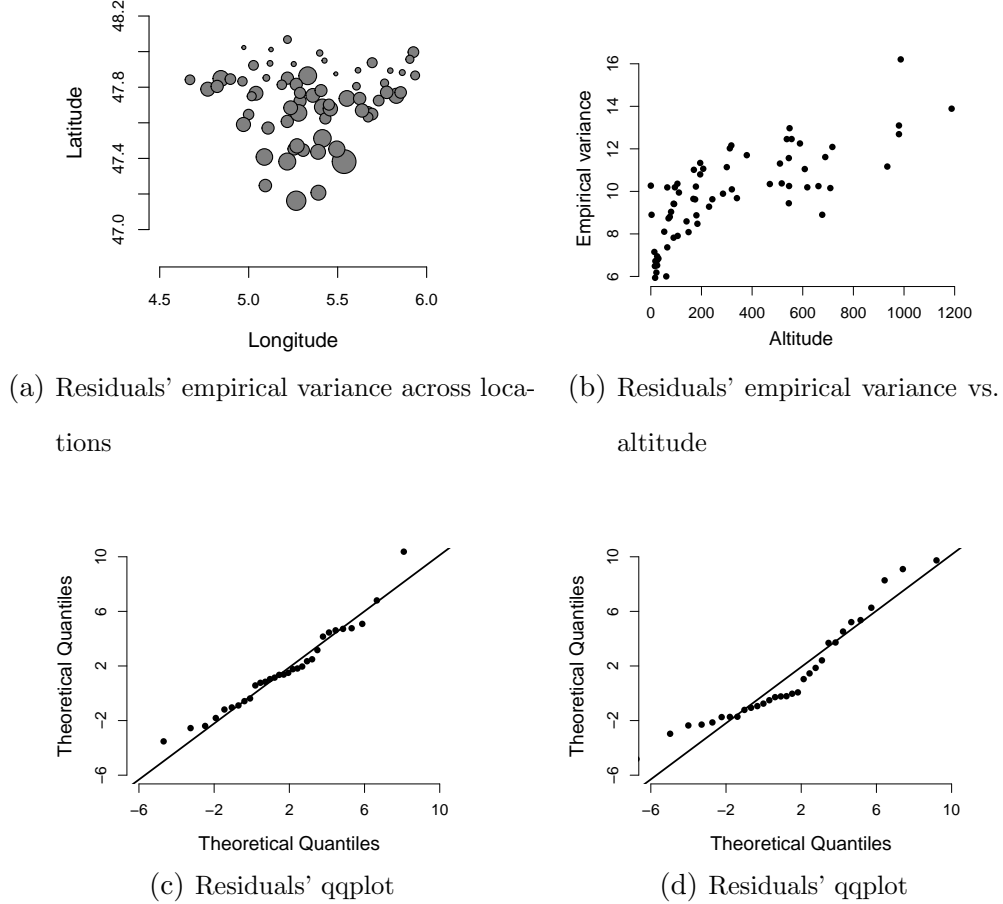 48.2
47.8
47.4
47.0
Latitude
4.5 5.0 5.5 6.0
Longitude
(a) Residuals’ empirical variance across loca-
tions
16
14
12
10
8
6
Empirical variance
0 200 400 600 800 1000 1200
Altitude
(b) Residuals’ empirical variance vs.
altitude
10
6
2
−2
−6
Theoretical Quantiles
−6 −2 2 6 10
Theoretical Quantiles
(c) Residuals’ qqplot
10
6
2
−2
−6
Theoretical Quantiles
−6 −2 2 6 10
Theoretical Quantiles
(d) Residuals’ qqplot